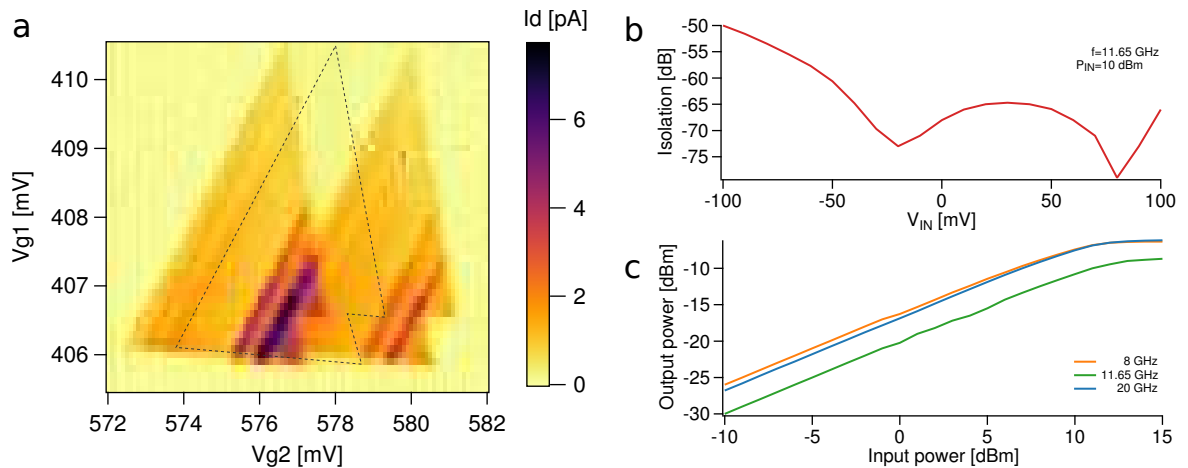 a
Id [pA]
410
409
408
407
406
Vg1 [mV]
572
574
576
578
580
582
Vg2 [mV]
6
4
2
0
b
-50
-55
-60
-65
-70
-75
Isolation [dB]
f=11.65 GHz
P_IN=10 dBm
-100
-50
0
50
100
V_IN [mV]
c
-10
-15
-20
-25
-30
Output power [dBm]
8 GHz
11.65 GHz
20 GHz
-10
-5
0
5
10
15
Input power [dBm]